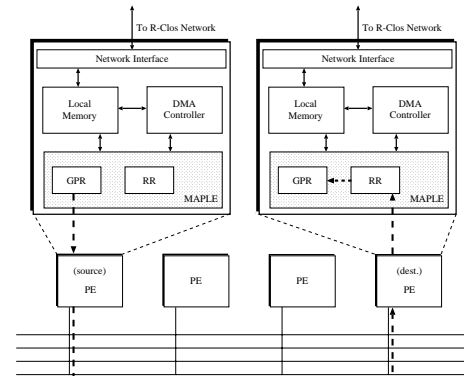 To R-Clos Network
Network Interface
Local
Memory
DMA
Controller
GPR
RR
MAPLE
To R-Clos Network
Network Interface
Local
Memory
DMA
Controller
GPR
RR
MAPLE
(source)
PE
PE
PE
(dest.)
PE